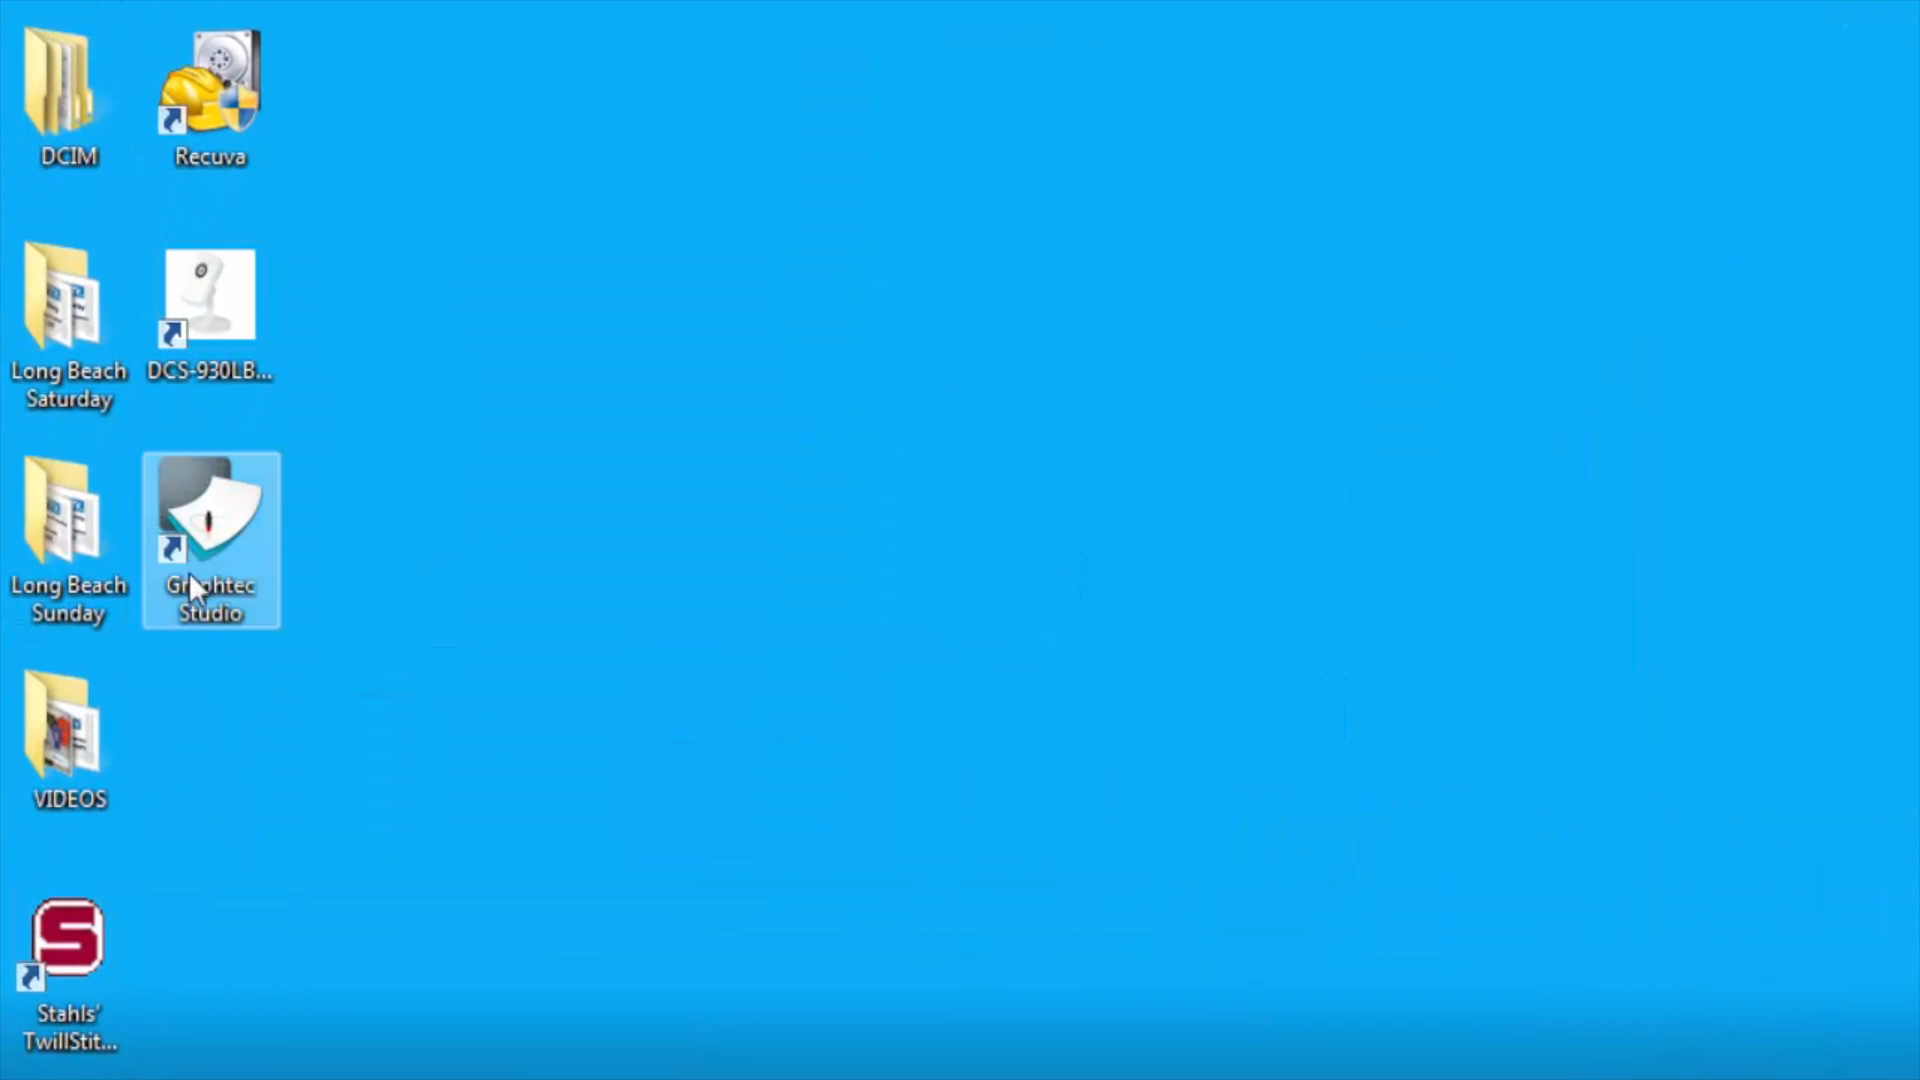 DCIM
Recuva
Long Beach
Saturday
DCS-930LB...
Long Beach
Sunday
Graphtec
Studio
VIDEOS
S
Stahls'
TwillStit...